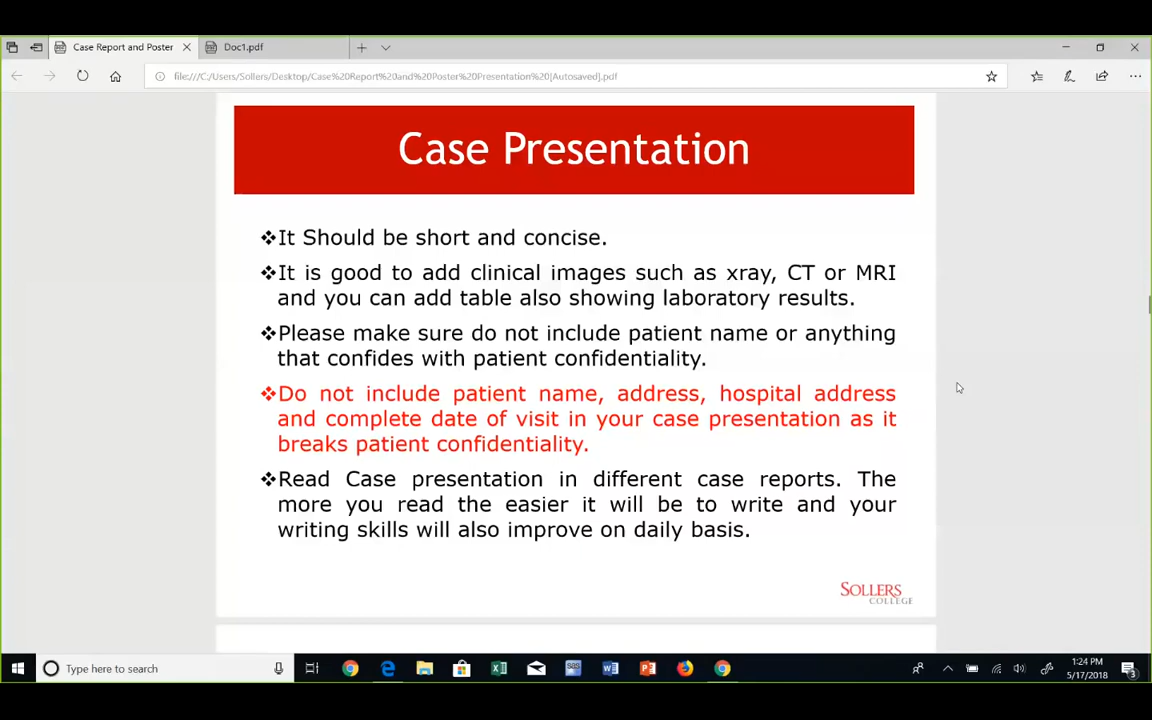 Case Report and Poster
Doc1.pdf
file:///C:/Users/Sollers/Desktop/Case%20Report%20and%20Poster%20Presentation%20[Autosaved].pdf
Case Presentation
❖It Should be short and concise.
❖It is good to add clinical images such as xray, CT or MRI
and you can add table also showing laboratory results.
❖Please make sure do not include patient name or anything
that confides with patient confidentiality.
❖Do not include patient name, address, hospital address
and complete date of visit in your case presentation as it
breaks patient confidentiality.
❖Read Case presentation in different case reports. The
more you read the easier it will be to write and your
writing skills will also improve on daily basis.
SOLLERS
COLLEGE
Type here to search
1:24 PM
5/17/2018